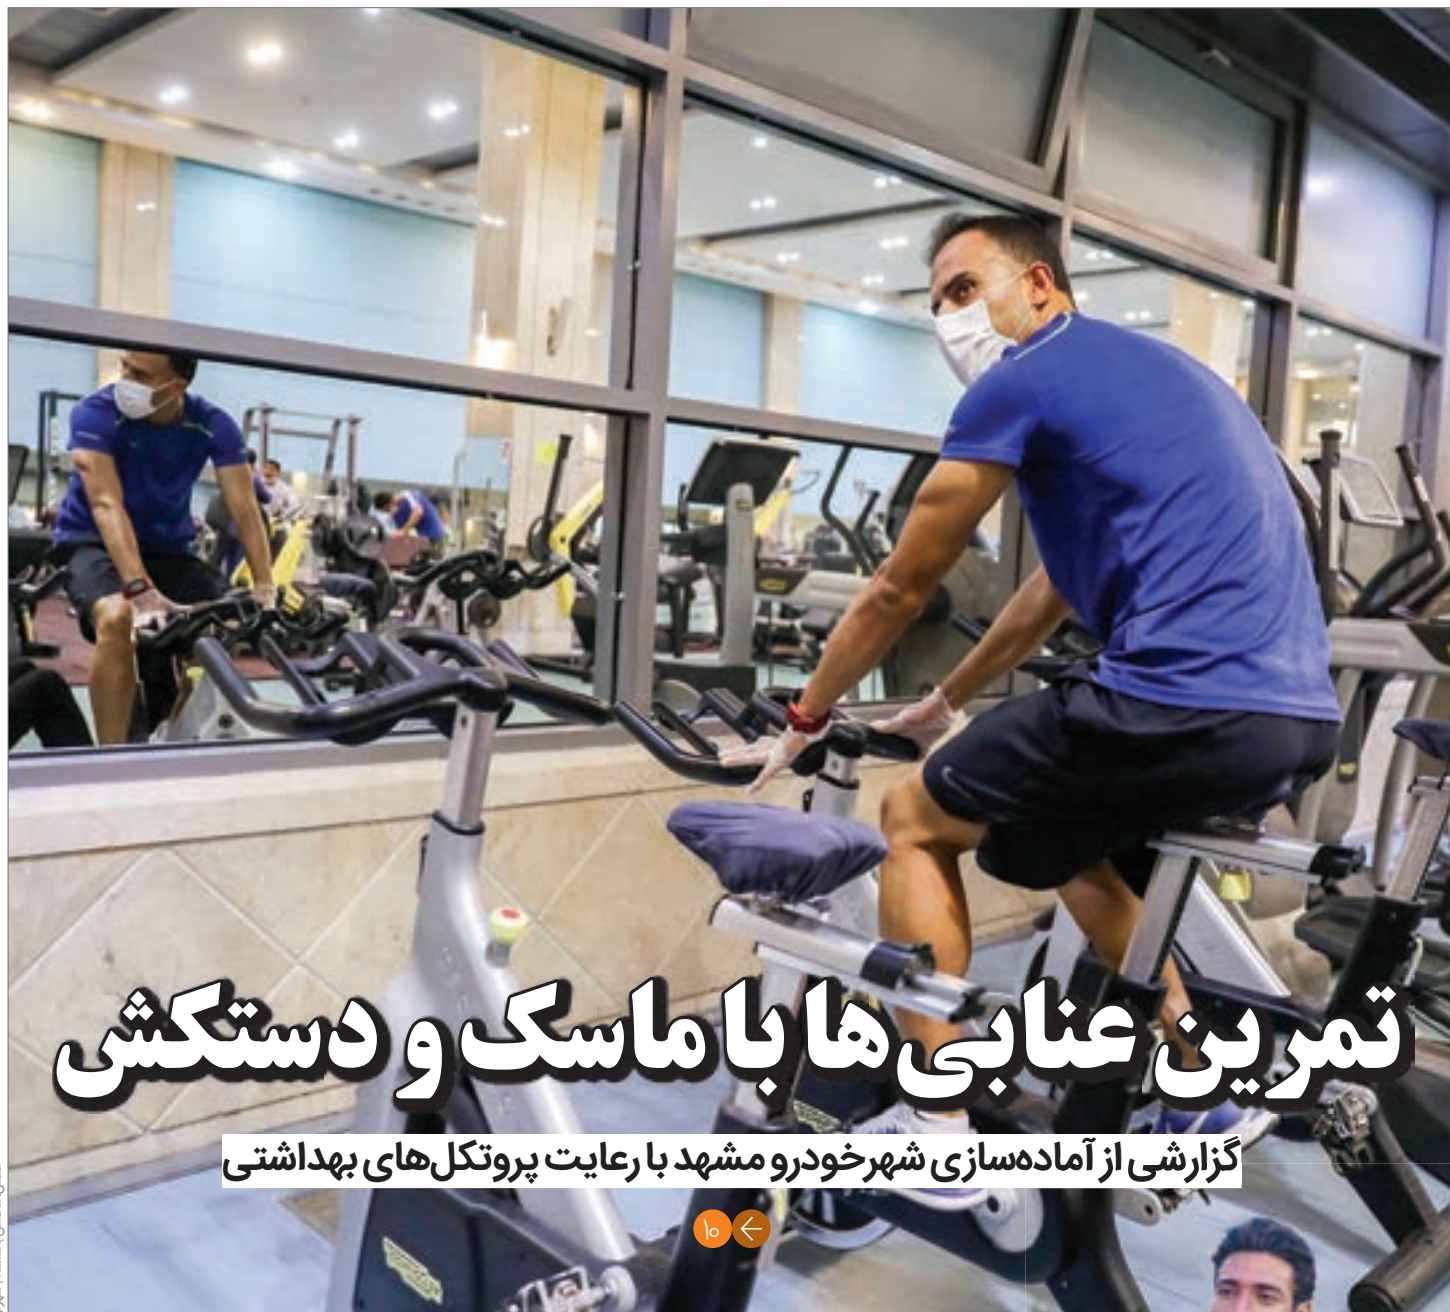 تمرین عنابی‌ها با ماسک و دستکش
گزارشی از آماده‌سازی شهرخودرو مشهد با رعایت پروتکل‌های بهداشتی
۱۰